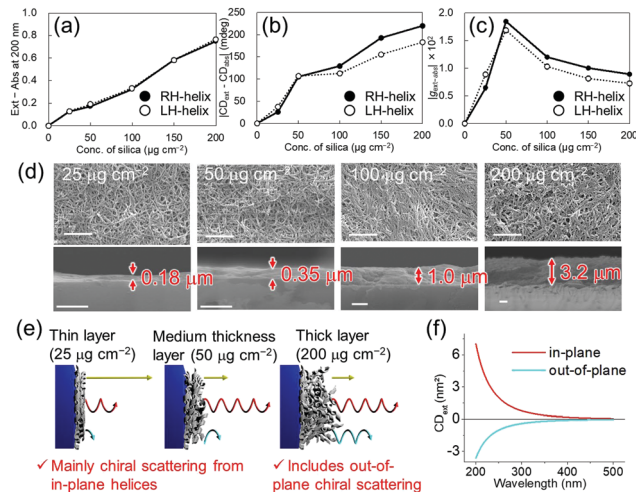 (a)
Ext − Abs at 200 nm
1.0
0.8
0.6
0.4
0.2
0.0
0 50 100 150 200
Conc. of silica (μg cm⁻²)
RH-helix
LH-helix
(b)
|CDext - CDabs| (mdeg)
250
200
150
100
50
0
0 50 100 150 200
Conc. of silica (μg cm⁻²)
RH-helix
LH-helix
(c)
|gext-abs| × 10²
2
1
0
0 50 100 150 200
Conc. of silica (μg cm⁻²)
RH-helix
LH-helix
(d)
25 μg cm⁻²
50 μg cm⁻²
100 μg cm⁻²
200 μg cm⁻²
0.18 μm
0.35 μm
1.0 μm
3.2 μm
(e)
Thin layer
(25 μg cm⁻²)
Medium thickness
layer (50 μg cm⁻²)
Thick layer
(200 μg cm⁻²)
✓ Mainly chiral scattering from
in-plane helices
✓ Includes out-of-
plane chiral scattering
(f)
CDext (nm²)
6
3
0
-3
in-plane
out-of-plane
200 300 400 500
Wavelength (nm)